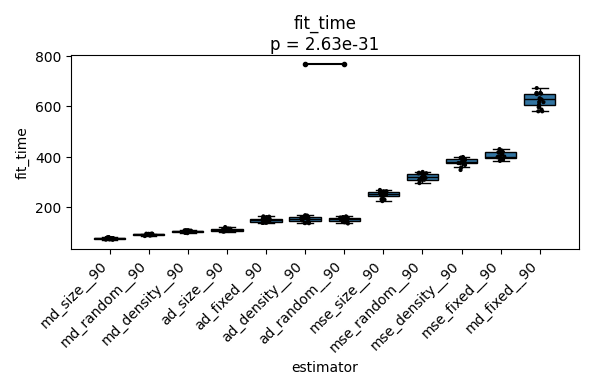 fit_time
p = 2.63e-31
800
600
400
200
fit_time
md_size__90
md_random__90
md_density__90
ad_size__90
ad_fixed__90
ad_density__90
ad_random__90
mse_size__90
mse_random__90
mse_density__90
mse_fixed__90
md_fixed__90
estimator